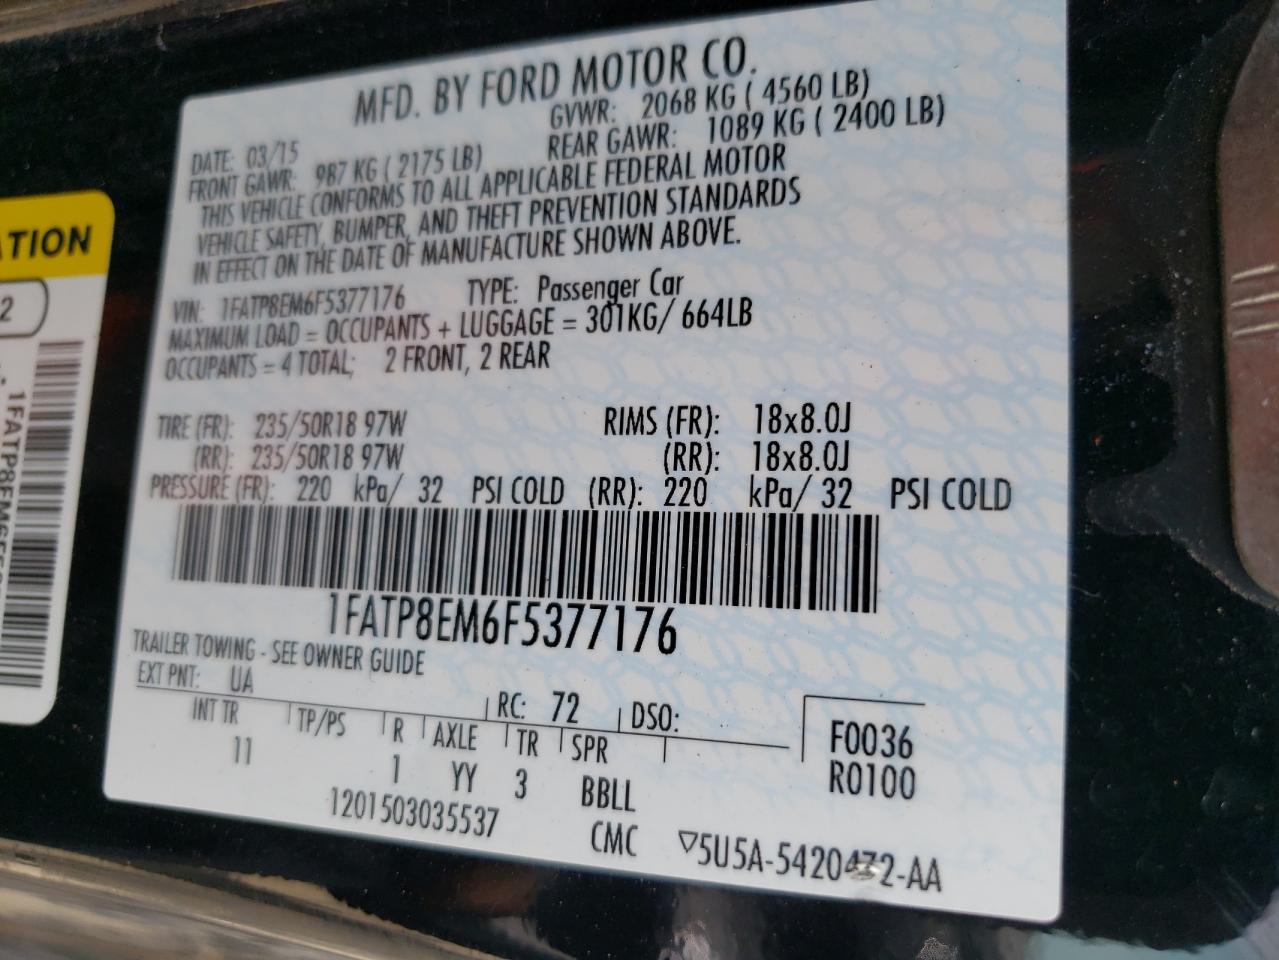 MFD. BY FORD MOTOR CO.
DATE: 03/15 GVWR: 2068 KG ( 4560 LB)
FRONT GAWR: 987 KG ( 2175 LB) REAR GAWR: 1089 KG ( 2400 LB)
THIS VEHICLE CONFORMS TO ALL APPLICABLE FEDERAL MOTOR
VEHICLE SAFETY, BUMPER, AND THEFT PREVENTION STANDARDS
IN EFFECT ON THE DATE OF MANUFACTURE SHOWN ABOVE.
VIN: 1FATP8EM6F5377176 TYPE: Passenger Car
MAXIMUM LOAD = OCCUPANTS + LUGGAGE = 301KG/ 664LB
OCCUPANTS = 4 TOTAL; 2 FRONT, 2 REAR
TIRE (FR): 235/50R18 97W RIMS (FR): 18x8.0J
(RR): 235/50R18 97W (RR): 18x8.0J
PRESSURE (FR): 220 kPa/ 32 PSI COLD (RR): 220 kPa/ 32 PSI COLD
1FATP8EM6F5377176
TRAILER TOWING - SEE OWNER GUIDE
EXT PNT: UA RC: 72 DSO:
INT TR TP/PS R AXLE TR SPR F0036
11 1 YY 3 BBLL R0100
1201503035537 CMC ▽5U5A-5420472-AA
ATION
2